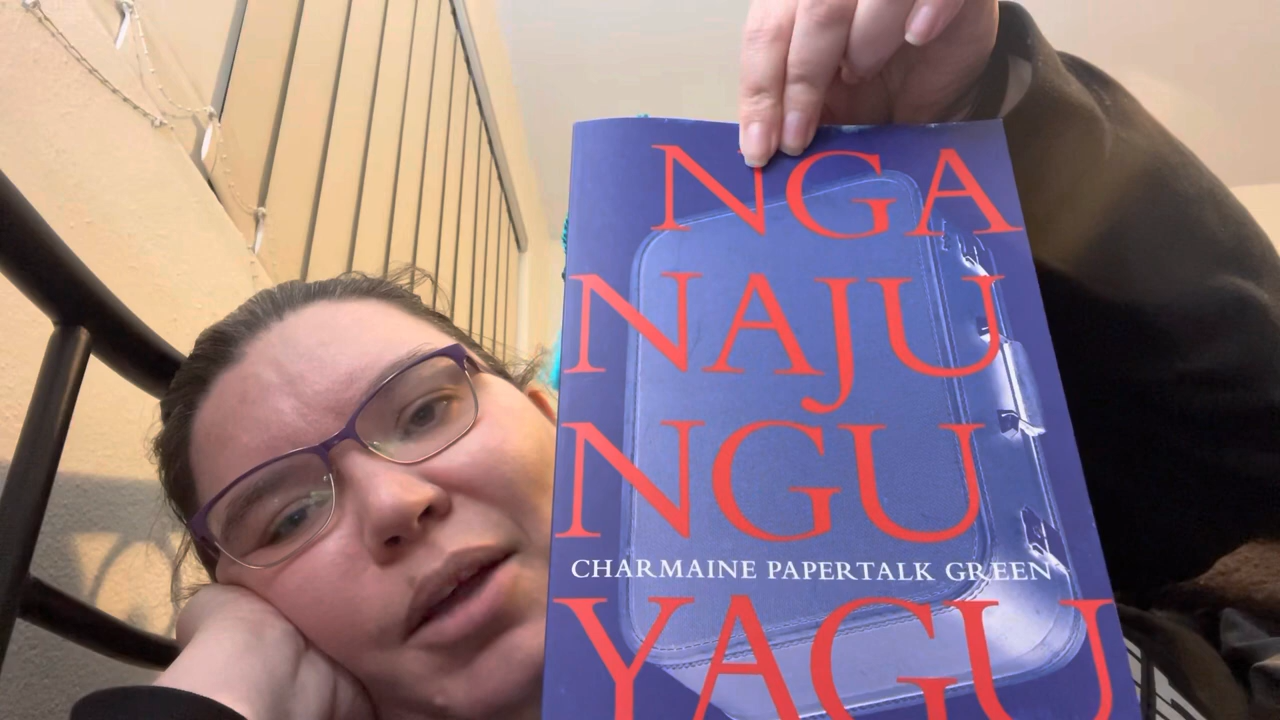 NGA
NAJU
NGU
CHARMAINE PAPERTALK GREEN
YAGU